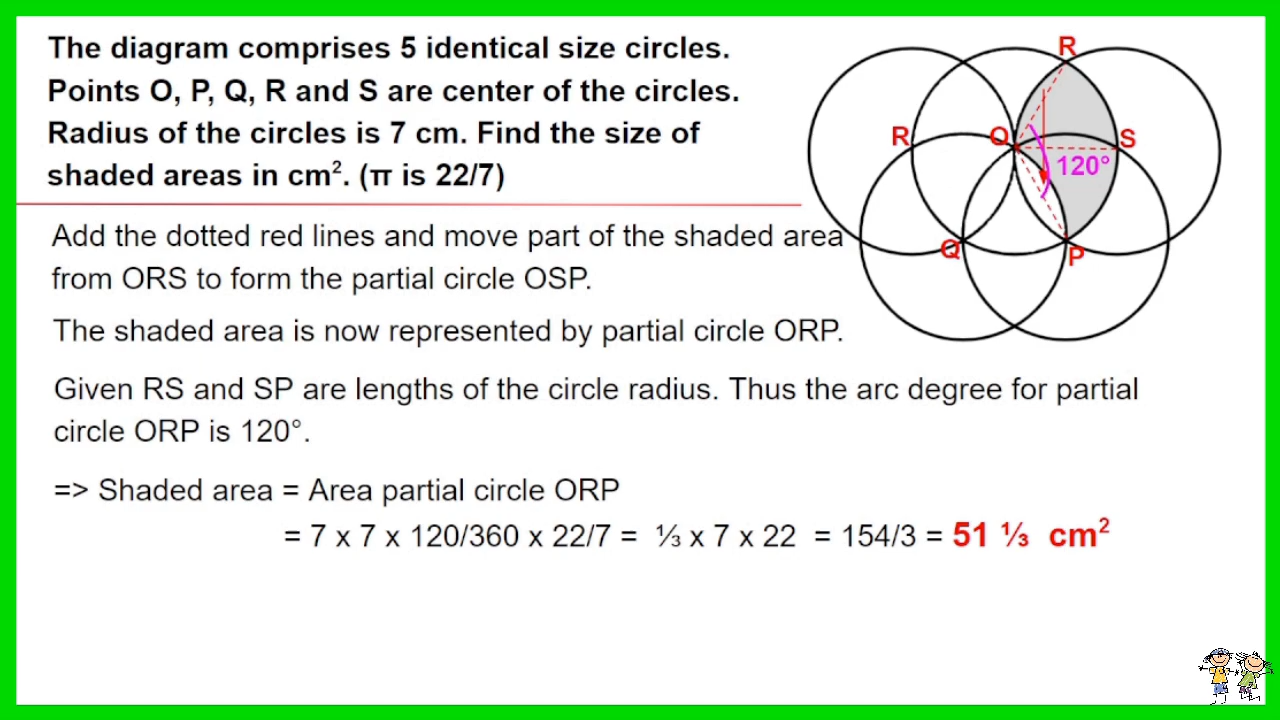 The diagram comprises 5 identical size circles.
Points O, P, Q, R and S are center of the circles.
Radius of the circles is 7 cm. Find the size of
shaded areas in cm². (π is 22/7)
Add the dotted red lines and move part of the shaded area
from ORS to form the partial circle OSP.
The shaded area is now represented by partial circle ORP.
Given RS and SP are lengths of the circle radius. Thus the arc degree for partial
circle ORP is 120°.
=> Shaded area = Area partial circle ORP
= 7 x 7 x 120/360 x 22/7 = ⅓ x 7 x 22 = 154/3 = 51 ⅓ cm²
R
R
O
S
120°
Q
P